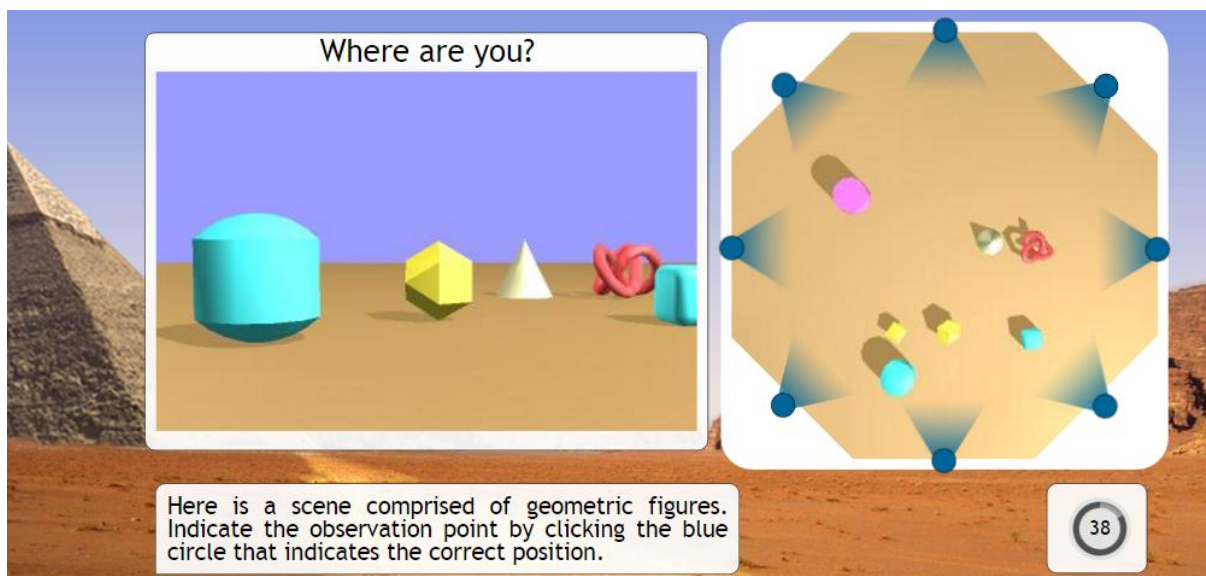 Where are you?
Here is a scene comprised of geometric figures.
Indicate the observation point by clicking the blue
circle that indicates the correct position.
38